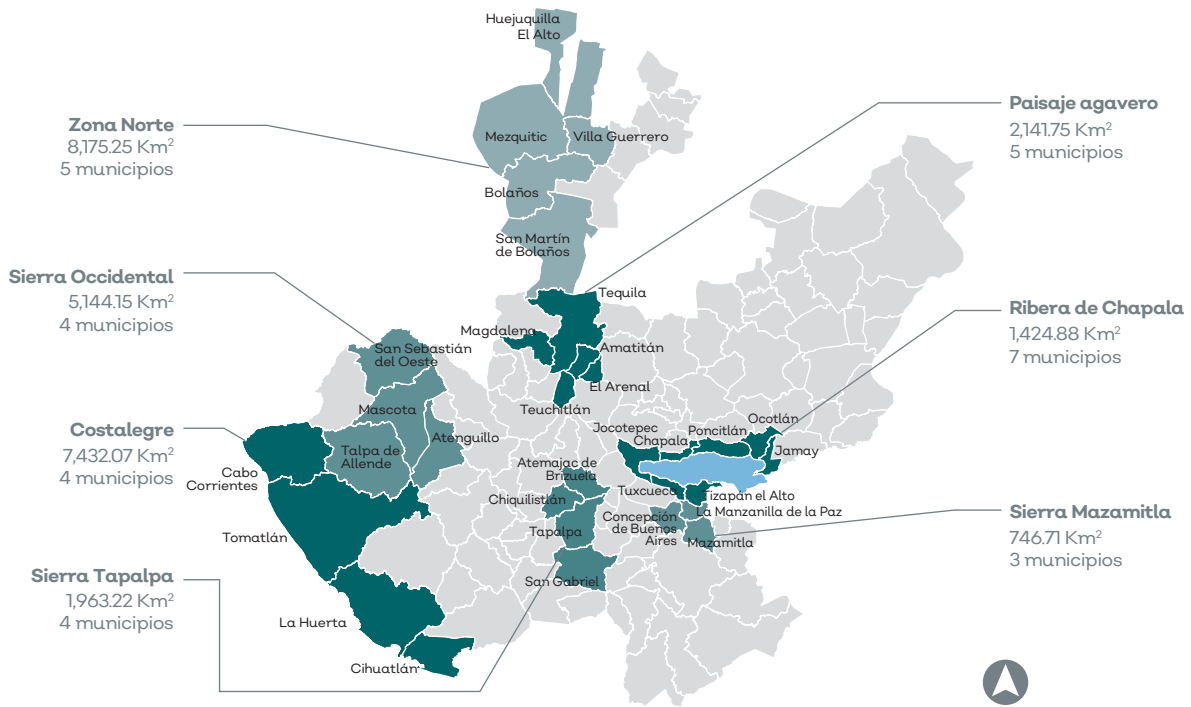 Huejuquilla
El Alto
Mezquitic
Villa Guerrero
Bolaños
San Martín
de Bolaños
Zona Norte
8,175.25 Km²
5 municipios
Sierra Occidental
5,144.15 Km²
4 municipios
Costalegre
7,432.07 Km²
4 municipios
Sierra Tapalpa
1,963.22 Km²
4 municipios
Tequila
Magdalena
Amatitán
El Arenal
Teuchitlán
San Sebastián
del Oeste
Mascota
Atenguillo
Talpa de
Allende
Cabo
Corrientes
Tomatlán
La Huerta
Cihuatlán
Jocotepec
Chapala
Poncitlán
Ocotlán
Jamay
Tuxcueca
Tizapán el Alto
La Manzanilla de la Paz
Concepción
de Buenos
Aires
Mazamitla
Atemajac de
Brizuela
Chiquilistlán
Tapalpa
San Gabriel
Paisaje agavero
2,141.75 Km²
5 municipios
Ribera de Chapala
1,424.88 Km²
7 municipios
Sierra Mazamitla
746.71 Km²
3 municipios